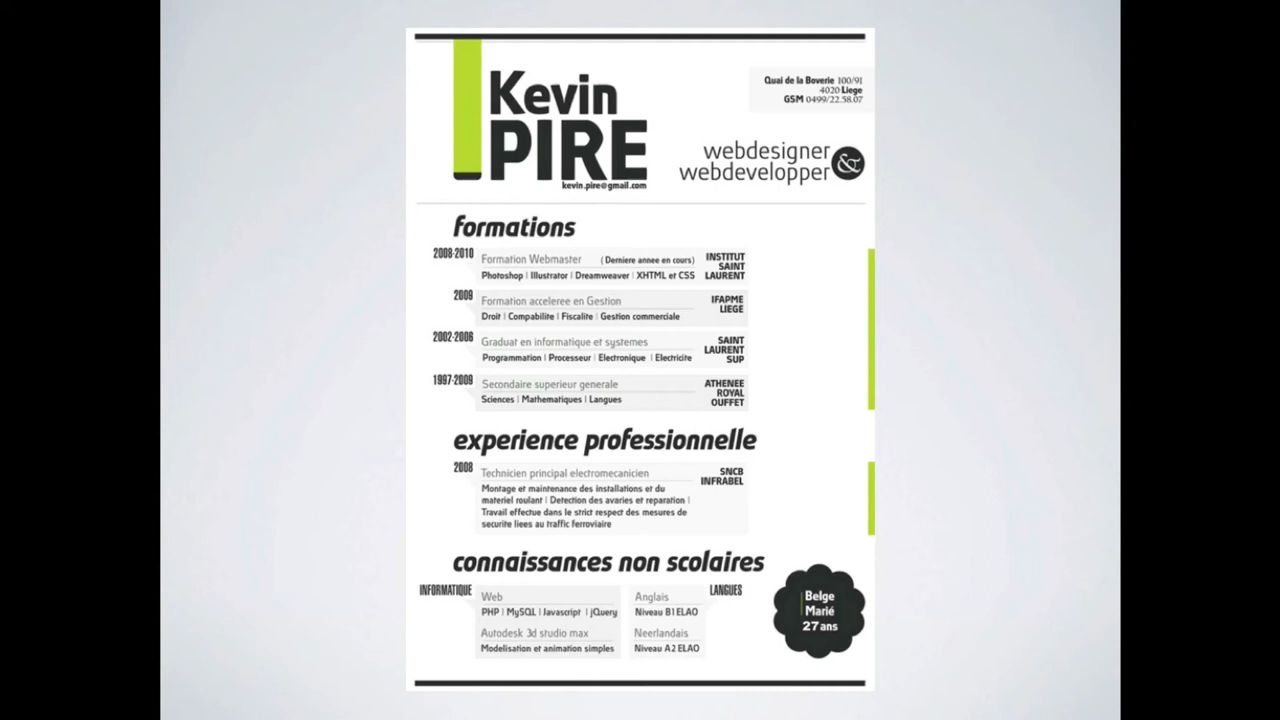 Kevin
PIRE
kevin.pire@gmail.com
Quai de la Boverie 100/91
4020 Liege
GSM 0499/22.58.07
webdesigner
webdevelopper &
formations
2008-2010
Formation Webmaster ( Derniere annee en cours)
Photoshop | Illustrator | Dreamweaver | XHTML et CSS
INSTITUT
SAINT
LAURENT
2009
Formation acceleree en Gestion
Droit | Compabilite | Fiscalite | Gestion commerciale
IFAPME
LIEGE
2002-2006
Graduat en informatique et systemes
Programmation | Processeur | Electronique | Electricite
SAINT
LAURENT
SUP
1997-2009
Secondaire superieur generale
Sciences | Mathematiques | Langues
ATHENEE
ROYAL
OUFFET
experience professionnelle
2008
Technicien principal electromecanicien
Montage et maintenance des installations et du
materiel roulant | Detection des avaries et reparation |
Travail effectue dans le strict respect des mesures de
securite liees au traffic ferroviaire
SNCB
INFRABEL
connaissances non scolaires
INFORMATIQUE
Web
PHP | MySQL | Javascript | jQuery
Autodesk 3d studio max
Modelisation et animation simples
LANGUES
Anglais
Niveau B1 ELAO
Neerlandais
Niveau A2 ELAO
Belge
Marié
27 ans